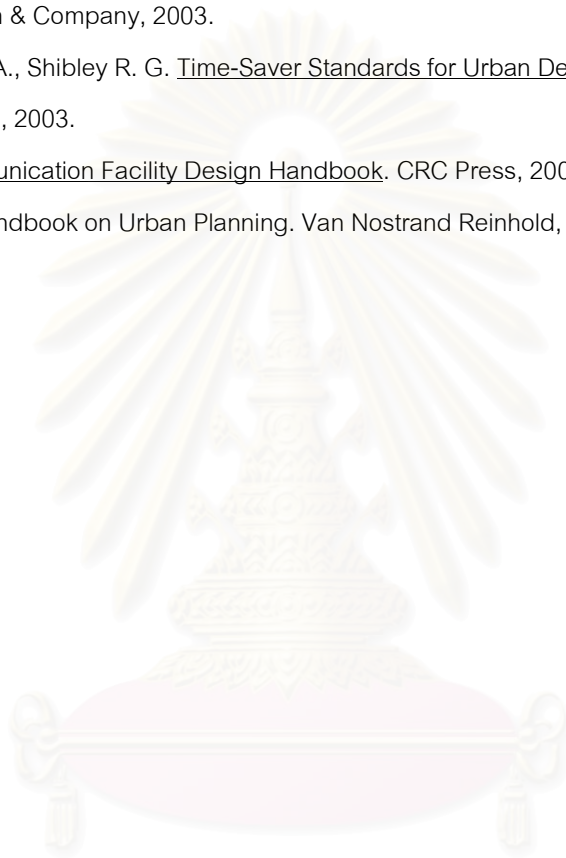 & Company, 2003.
A., Shibley R. G. Time-Saver Standards for Urban De
, 2003.
unication Facility Design Handbook. CRC Press, 200
ndbook on Urban Planning. Van Nostrand Reinhold,